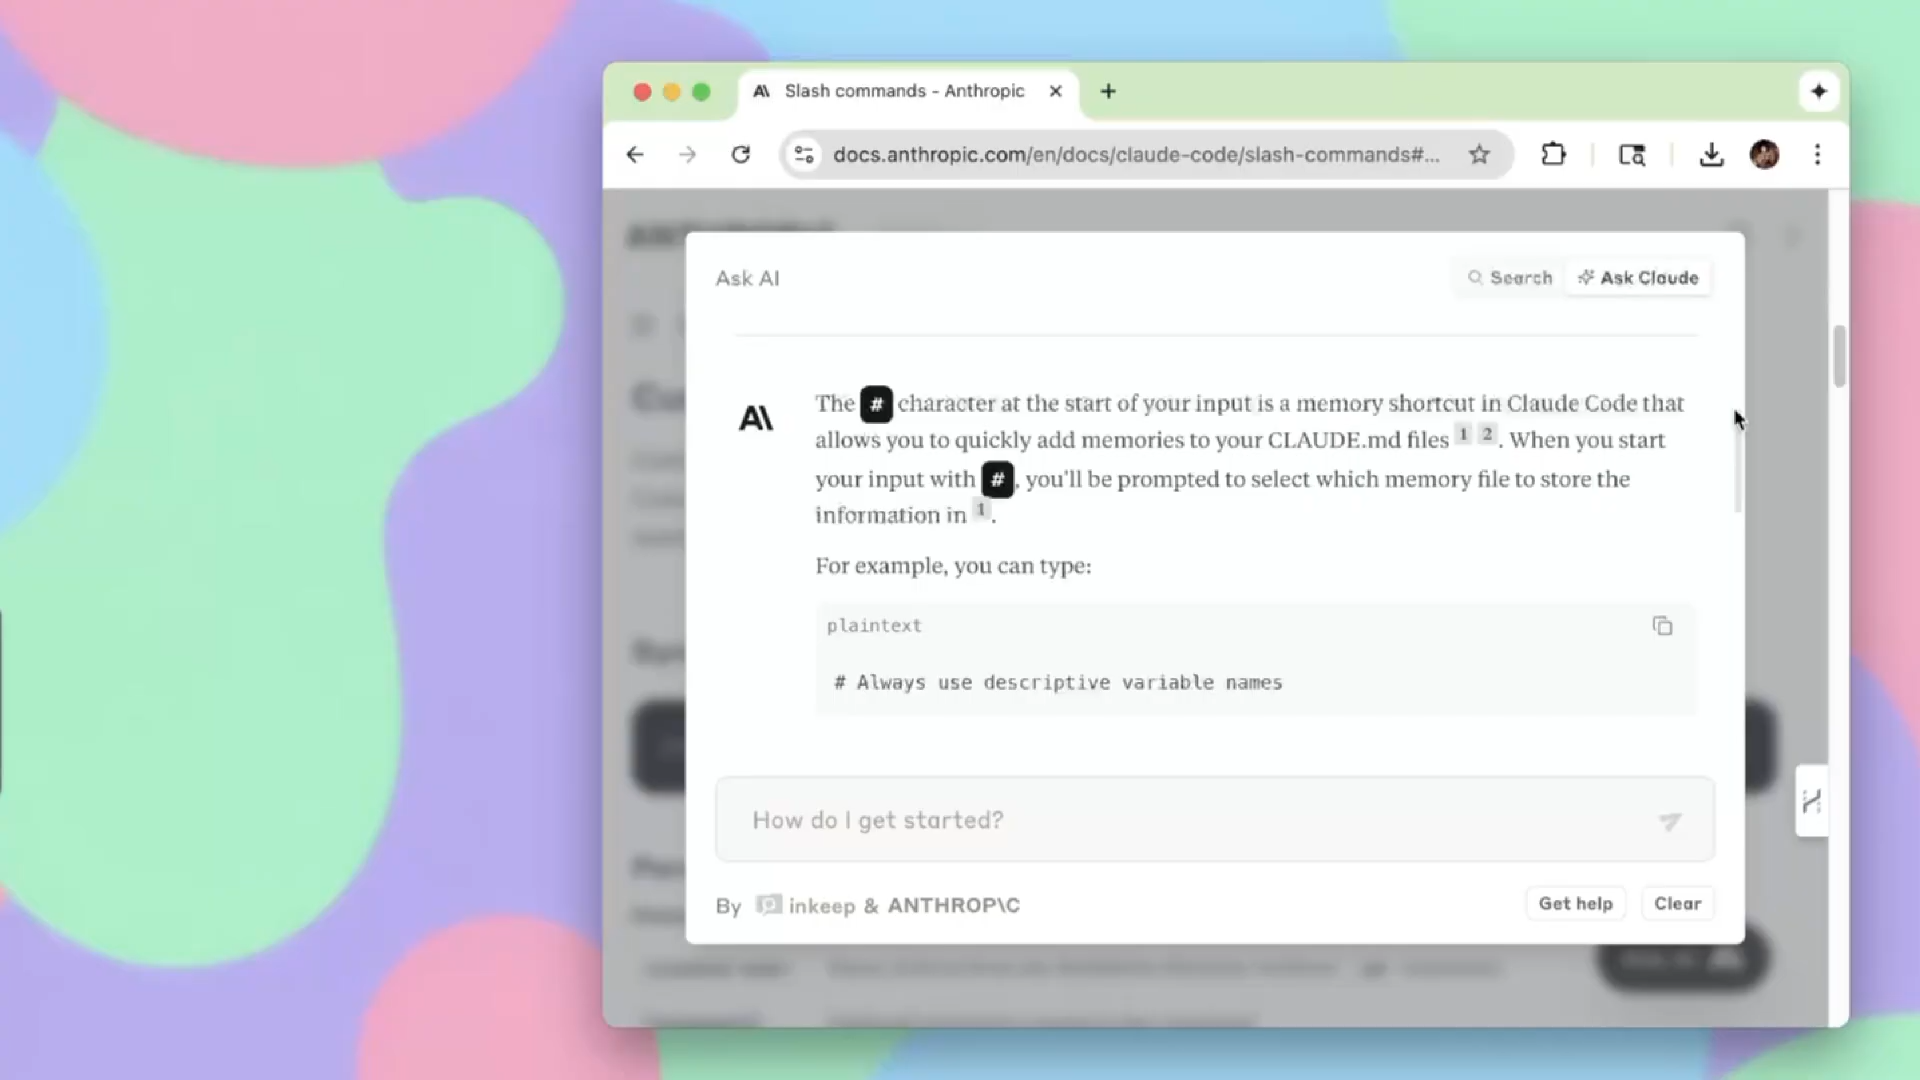 Slash commands - Anthropic
docs.anthropic.com/en/docs/claude-code/slash-commands#...
Ask AI
Search
Ask Claude
The # character at the start of your input is a memory shortcut in Claude Code that
allows you to quickly add memories to your CLAUDE.md files 1 2. When you start
your input with #, you'll be prompted to select which memory file to store the
information in 1.
For example, you can type:
plaintext
# Always use descriptive variable names
How do I get started?
By inkeep & ANTHROP\C
Get help
Clear